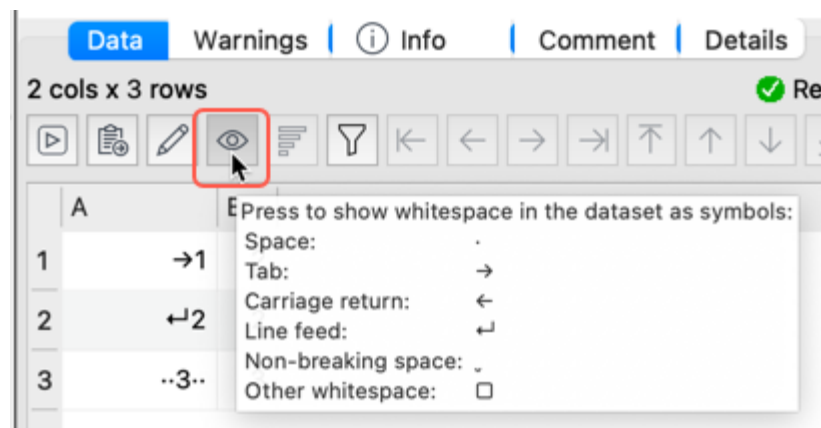 Data Warnings Info Comment Details
2 cols x 3 rows Re
A
Press to show whitespace in the dataset as symbols:
Space: ·
1 →1
Tab: →
Carriage return: ←
2 ↵2
Line feed: ↵
Non-breaking space: ˬ
3 ··3··
Other whitespace: ▢